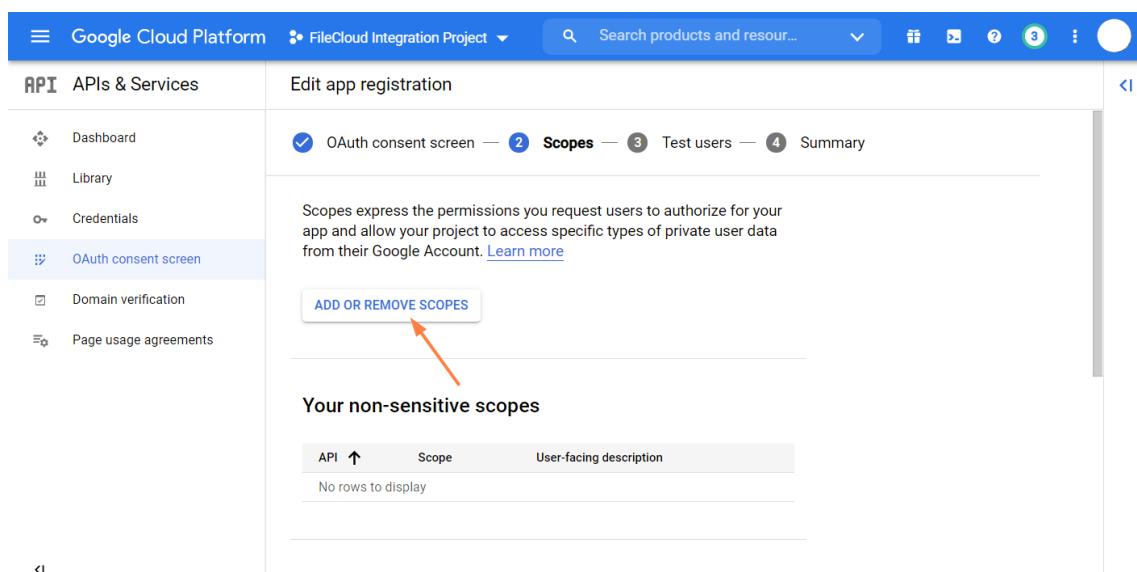 Google Cloud Platform FileCloud Integration Project Search products and resour... 3
API APIs & Services
Edit app registration
Dashboard
Library
Credentials
OAuth consent screen
Domain verification
Page usage agreements
OAuth consent screen — 2 Scopes — 3 Test users — 4 Summary
Scopes express the permissions you request users to authorize for your
app and allow your project to access specific types of private user data
from their Google Account. Learn more
ADD OR REMOVE SCOPES
Your non-sensitive scopes
API Scope User-facing description
No rows to display